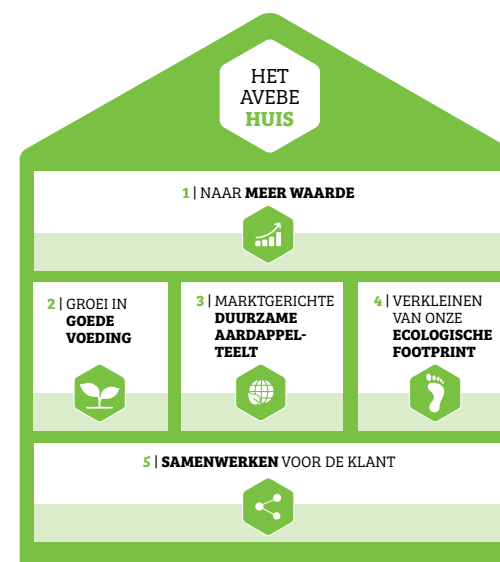 HET
AVEBE
HUIS
1 | NAAR MEER WAARDE
2 | GROEI IN
GOEDE
VOEDING
3 | MARKTGERICHTE
DUURZAME
AARDAPPEL-
TEELT
4 | VERKLEINEN
VAN ONZE
ECOLOGISCHE
FOOTPRINT
5 | SAMENWERKEN VOOR DE KLANT